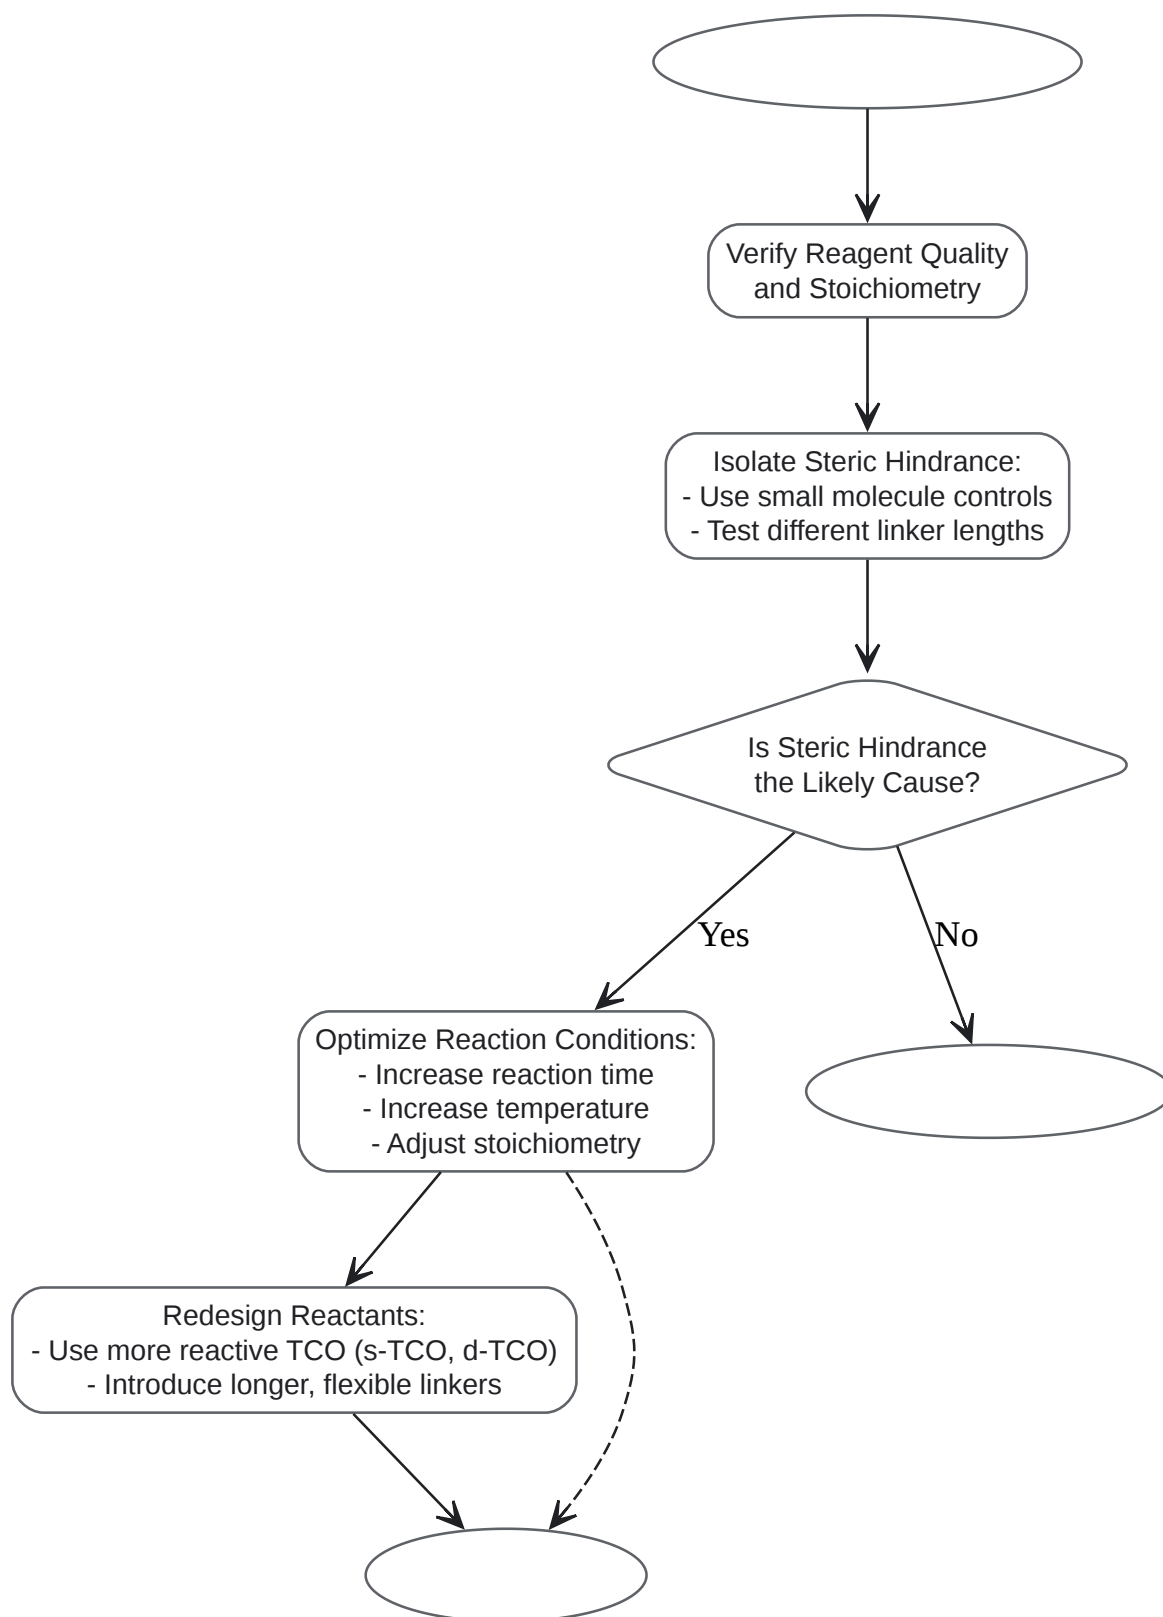 Verify Reagent Quality
and Stoichiometry
Isolate Steric Hindrance:
- Use small molecule controls
- Test different linker lengths
Is Steric Hindrance
the Likely Cause?
Yes
No
Optimize Reaction Conditions:
- Increase reaction time
- Increase temperature
- Adjust stoichiometry
Redesign Reactants:
- Use more reactive TCO (s-TCO, d-TCO)
- Introduce longer, flexible linkers